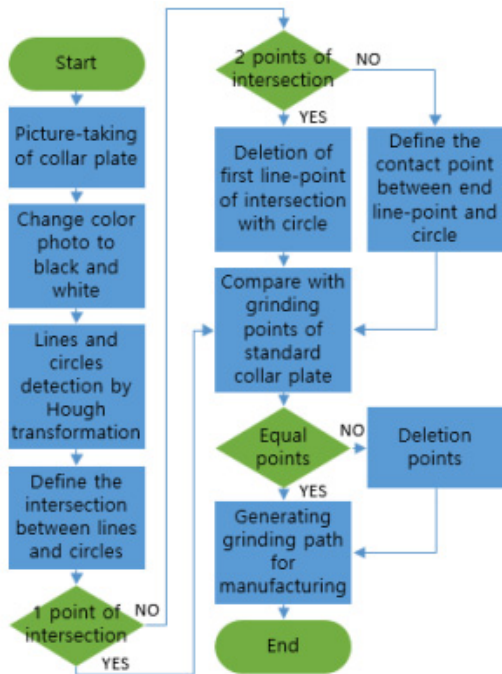 Start
Picture-taking
of collar plate
Change color
photo to
black and
white
Lines and
circles
detection by
Hough
transformation
Define the
intersection
between lines
and circles
1 point of
intersection
NO
YES
2 points of
intersection
NO
YES
Deletion of
first line-point
of intersection
with circle
Define the
contact point
between end
line-point and
circle
Compare with
grinding
points of
standard
collar plate
Equal
points
NO
YES
Deletion
points
Generating
grinding path
for
manufacturing
End